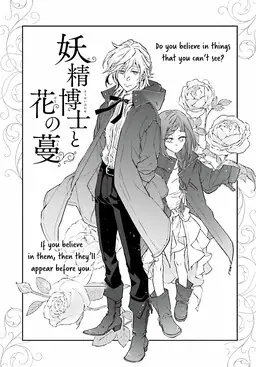 妖精博士と
花の蔓
Do you believe in things
that you can't see?
If you believe
in them, then they'll
appear before you.